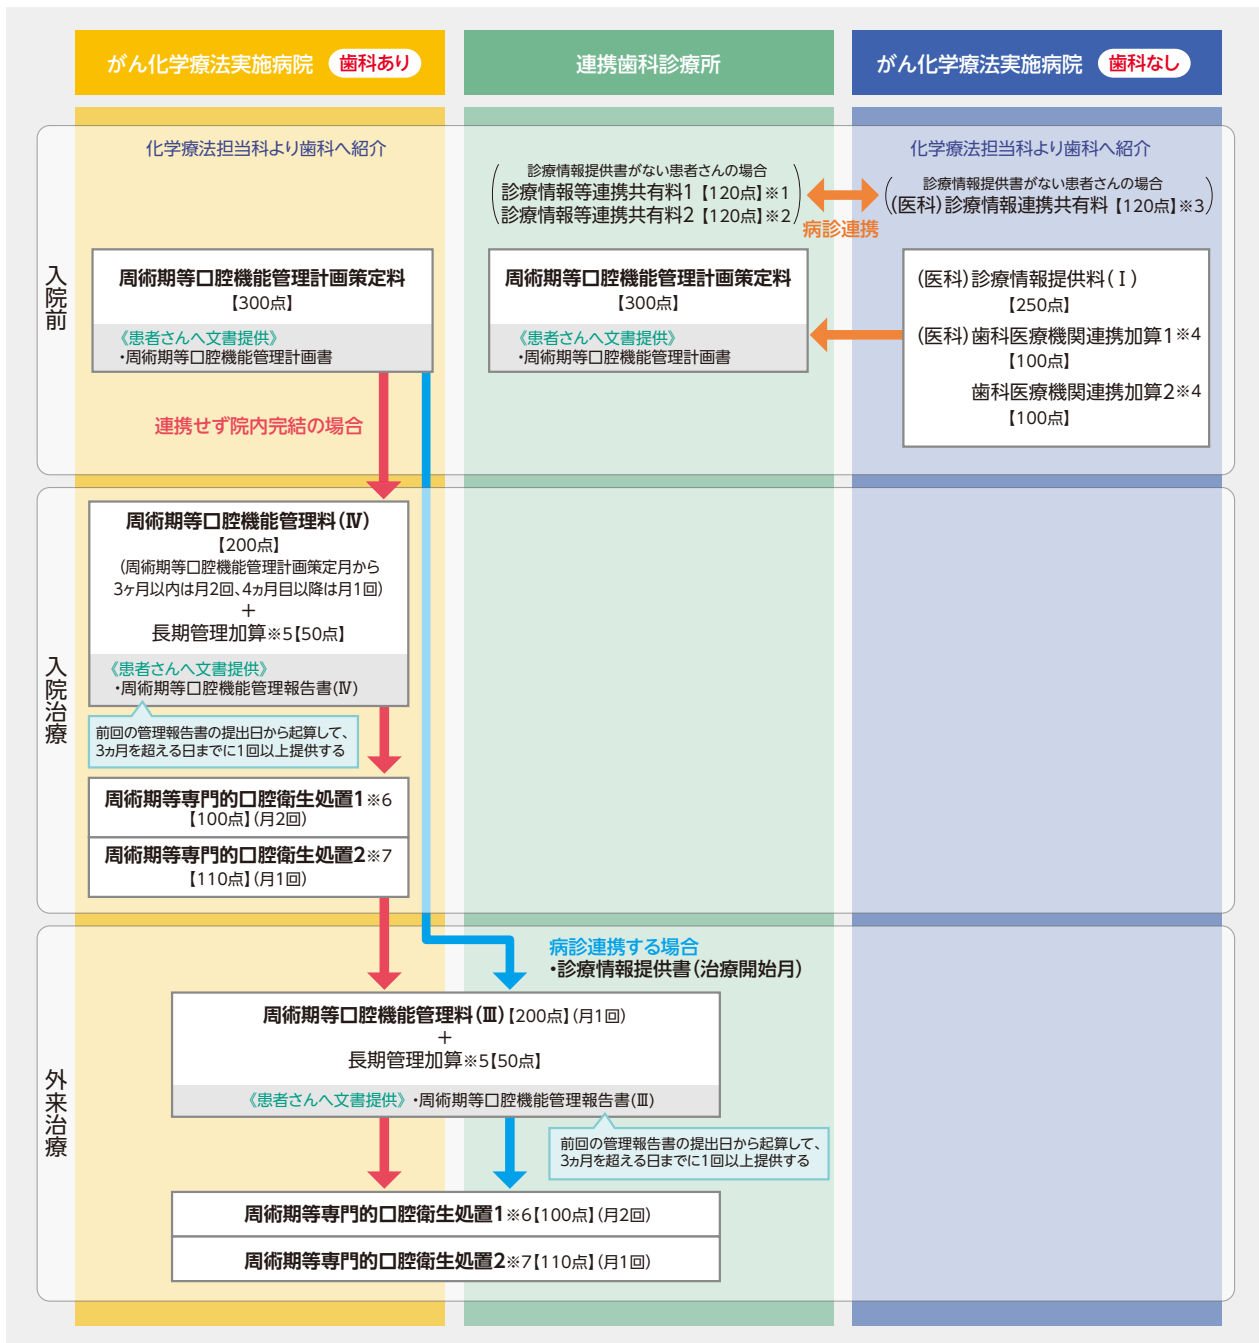 がん化学療法実施病院 歯科あり
連携歯科診療所
がん化学療法実施病院 歯科なし
入院前
化学療法担当科より歯科へ紹介
診療情報提供書がない患者さんの場合
診療情報等連携共有料1【120点】※1
診療情報等連携共有料2【120点】※2
病診連携
化学療法担当科より歯科へ紹介
診療情報提供書がない患者さんの場合
(医科)診療情報連携共有料【120点】※3
周術期等口腔機能管理計画策定料
【300点】
《患者さんへ文書提供》
・周術期等口腔機能管理計画書
周術期等口腔機能管理計画策定料
【300点】
《患者さんへ文書提供》
・周術期等口腔機能管理計画書
(医科)診療情報提供料(Ⅰ)
【250点】
(医科)歯科医療機関連携加算1※4
【100点】
歯科医療機関連携加算2※4
【100点】
連携せず院内完結の場合
入院治療
周術期等口腔機能管理料(Ⅳ)
【200点】
(周術期等口腔機能管理計画策定月から
3ヶ月以内は月2回、4ヵ月目以降は月1回)
+
長期管理加算※5【50点】
《患者さんへ文書提供》
・周術期等口腔機能管理報告書(Ⅳ)
前回の管理報告書の提出日から起算して、
3ヵ月を超える日までに1回以上提供する
周術期等専門的口腔衛生処置1※6
【100点】(月2回)
周術期等専門的口腔衛生処置2※7
【110点】(月1回)
外来治療
病診連携する場合
・診療情報提供書(治療開始月)
周術期等口腔機能管理料(Ⅲ)【200点】(月1回)
+
長期管理加算※5【50点】
《患者さんへ文書提供》・周術期等口腔機能管理報告書(Ⅲ)
前回の管理報告書の提出日から起算して、
3ヵ月を超える日までに1回以上提供する
周術期等専門的口腔衛生処置1※6【100点】(月2回)
周術期等専門的口腔衛生処置2※7【110点】(月1回)